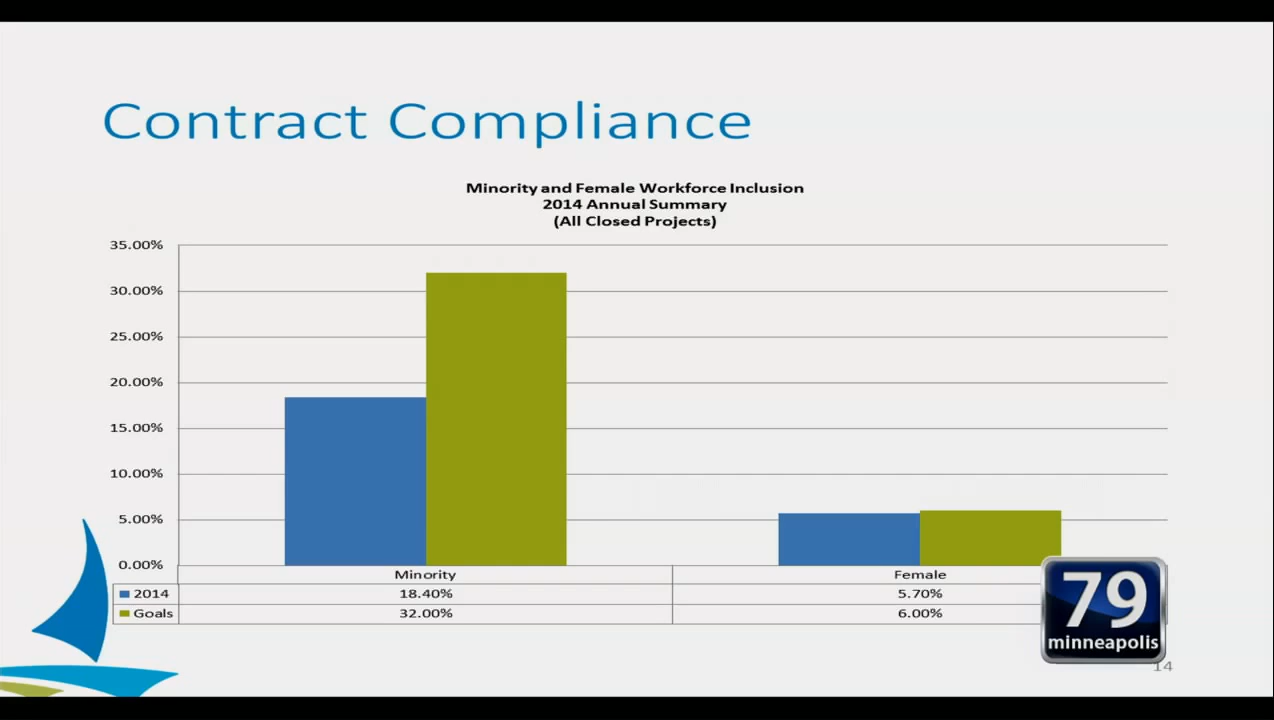 Contract Compliance
Minority and Female Workforce Inclusion
2014 Annual Summary
(All Closed Projects)
35.00%
30.00%
25.00%
20.00%
15.00%
10.00%
5.00%
0.00%
Minority Female
2014 18.40% 5.70%
Goals 32.00% 6.00%
79
minneapolis
14